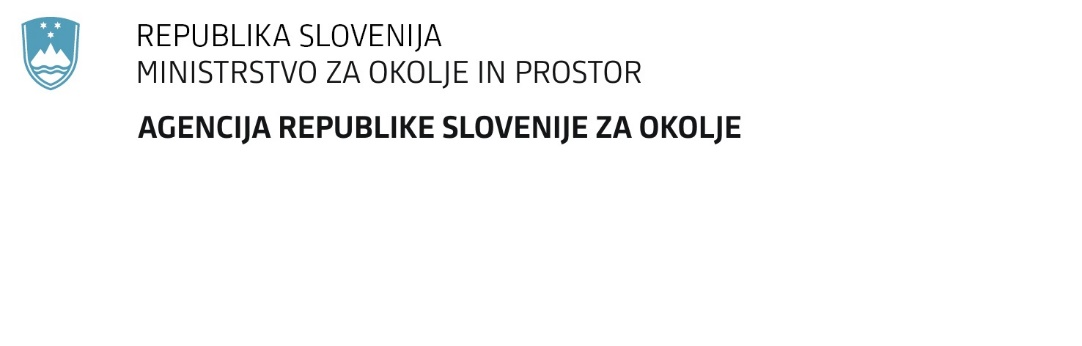 REPUBLIKA SLOVENIJA
MINISTRSTVO ZA OKOLJE IN PROSTOR
AGENCIJA REPUBLIKE SLOVENIJE ZA OKOLJE